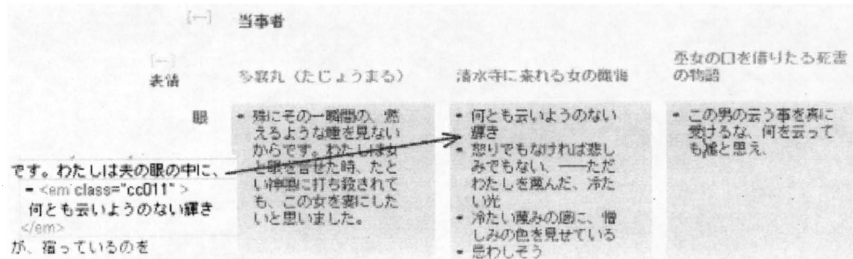 [—] 当事者
[—]
表情
多襄丸（たじょうまる）
清水寺に来れる女の懺悔
巫女の口を借りたる死霊
の物語
眼
殊にその一瞬間の、燃
えるような瞳を見ない
からです。わたしは女
と眼を合せた時、たと
い神鳴に打ち殺されて
も、この女を妻にした
いと思いました。
何とも云いようのない
輝き
怒りでもなければ悲し
みでもない、――ただ
わたしを蔑んだ、冷た
い光
冷たい蔑みの底に、憎
しみの色を見せている
忌わしそう
この男の云う事を真に
受けるな、何を云って
も嘘と思え、
です。わたしは夫の眼の中に、
<em class="cc011" >
何とも云いようのない輝き
</em>
が、宿っているのを